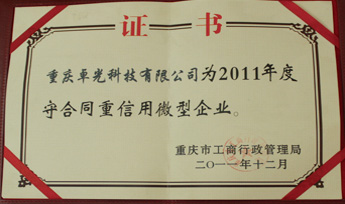 证书
重庆卓光科技有限公司为2011年度
守合同重信用微型企业。
重庆市工商行政管理局
二〇一一年十二月